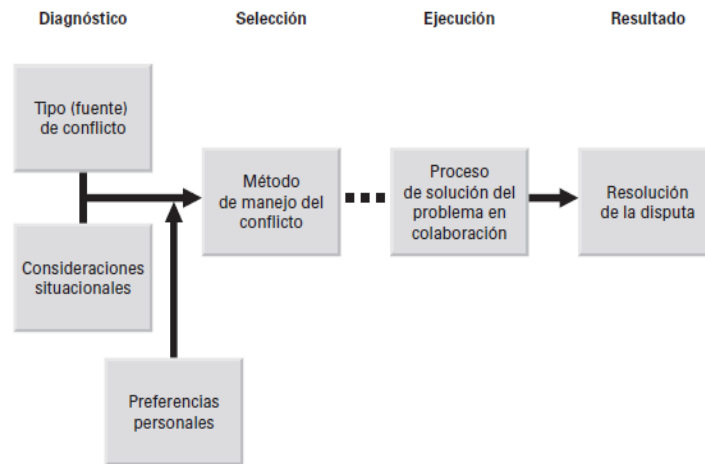 Diagnóstico
Selección
Ejecución
Resultado
Tipo (fuente)
de conflicto
Método
de manejo del
conflicto
Proceso
de solución del
problema en
colaboración
Resolución
de la disputa
Consideraciones
situacionales
Preferencias
personales